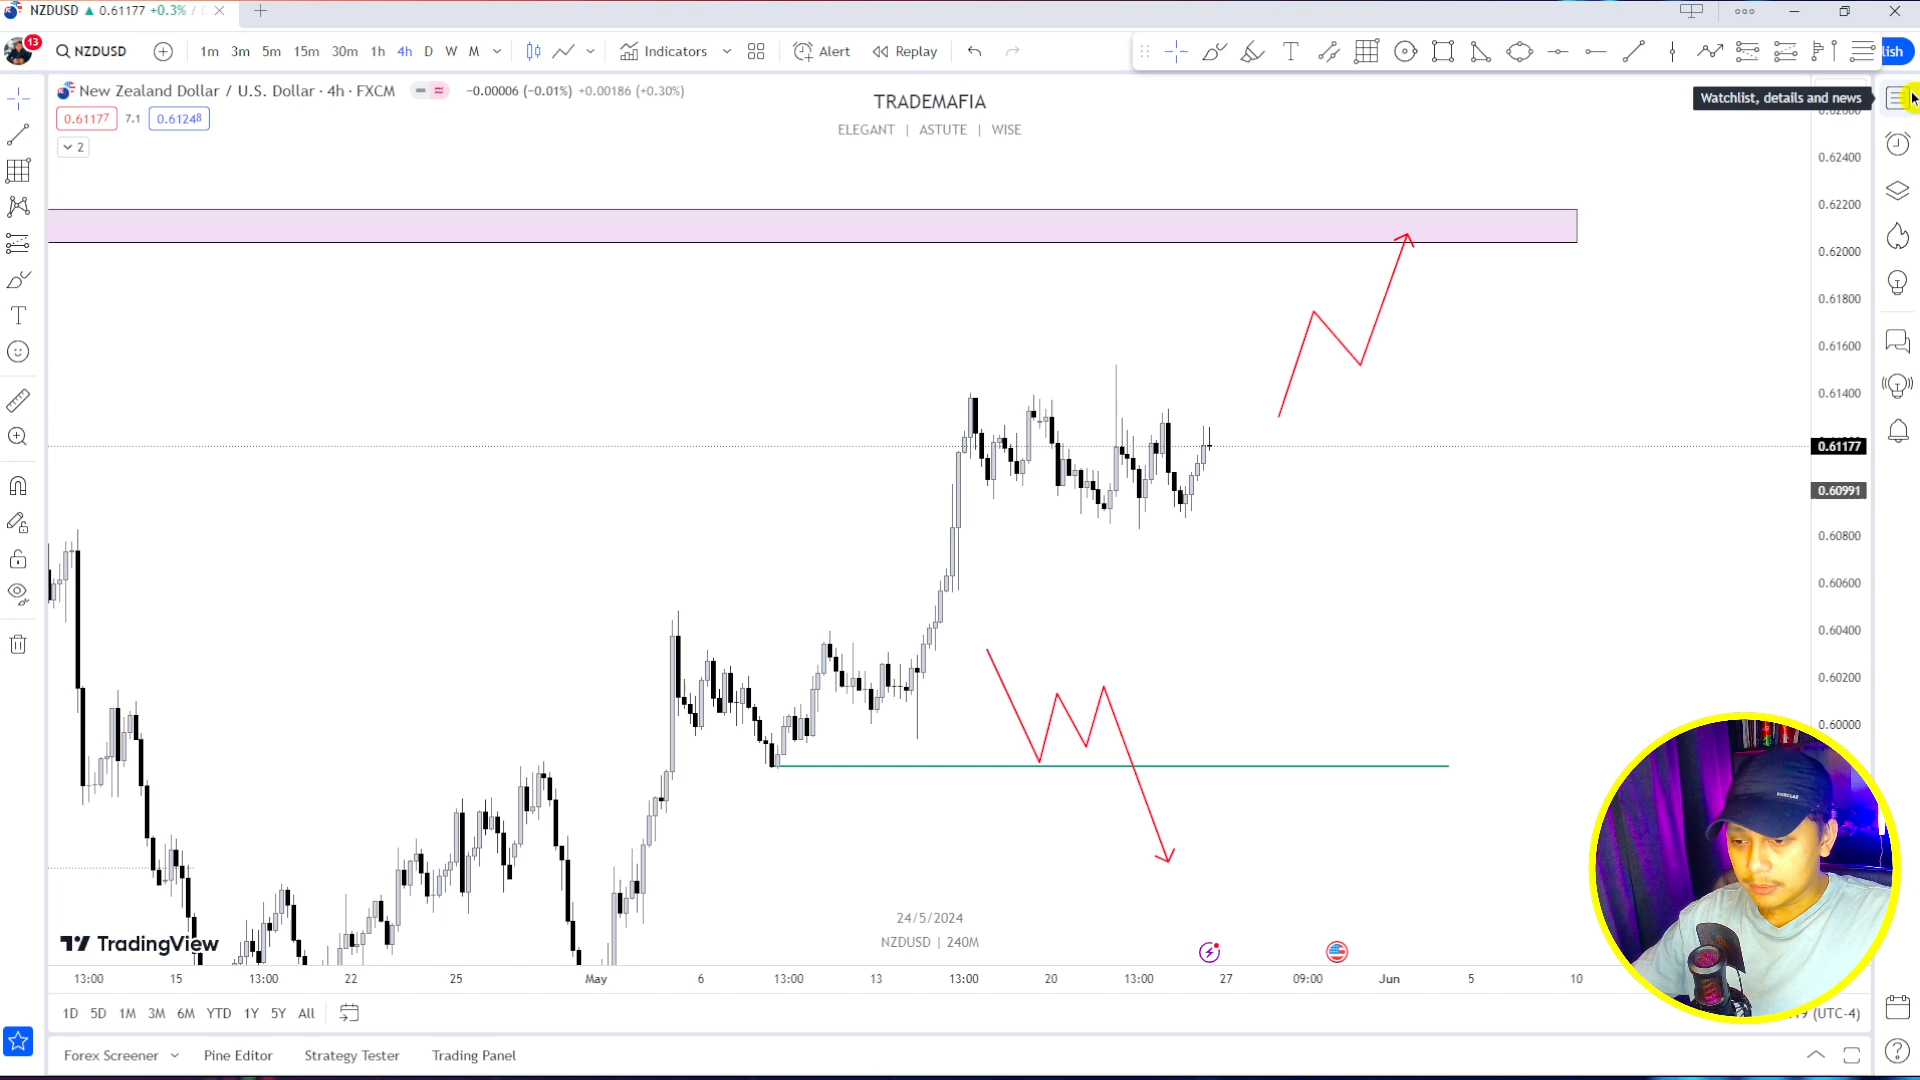 NZDUSD ▲ 0.61177 +0.3% /
13
NZDUSD
1m 3m 5m 15m 30m 1h 4h D W M
Indicators
Alert
Replay
lish
New Zealand Dollar / U.S. Dollar · 4h · FXCM
−0.00006 (−0.01%) +0.00186 (+0.30%)
0.61177 7.1 0.61248
2
TRADEMAFIA
ELEGANT | ASTUTE | WISE
Watchlist, details and news
0.62400
0.62200
0.62000
0.61800
0.61600
0.61400
0.61177
0.60991
0.60800
0.60600
0.60400
0.60200
0.60000
24/5/2024
NZDUSD | 240M
TradingView
13:00 15 13:00 22 25 May 6 13:00 13 13:00 20 13:00 27 09:00 Jun 5 10
1D 5D 1M 3M 6M YTD 1Y 5Y All
(UTC-4)
Forex Screener Pine Editor Strategy Tester Trading Panel